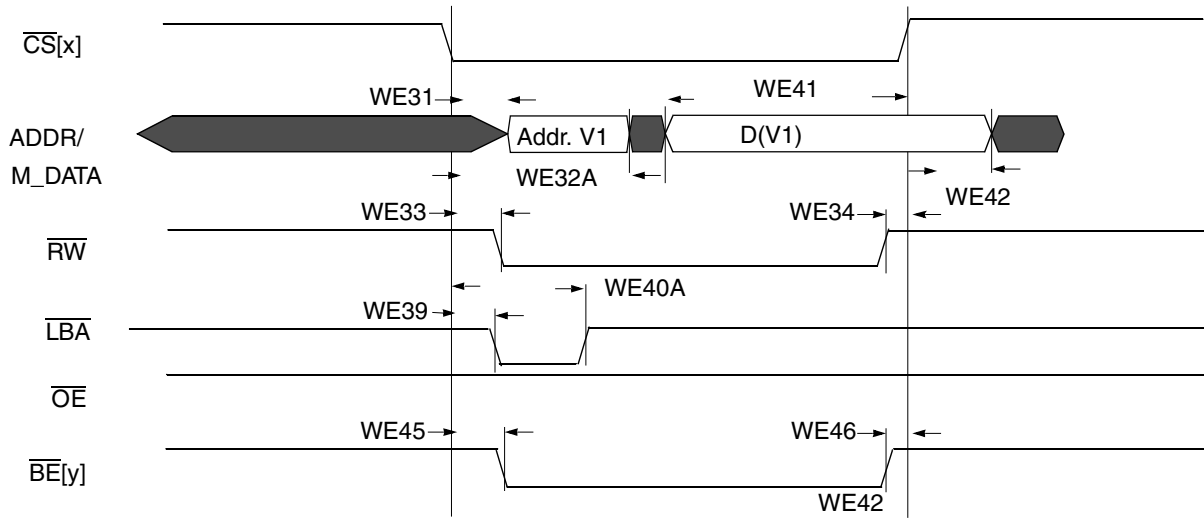 CS[x]
WE31
WE41
ADDR/
Addr. V1
D(V1)
M_DATA
WE32A
WE42
WE33
WE34
RW
WE40A
WE39
LBA
OE
WE45
WE46
BE[y]
WE42